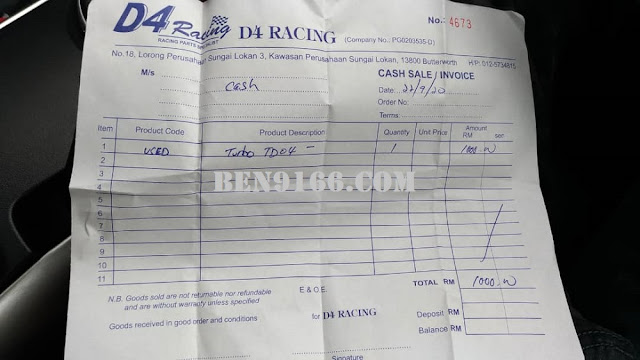 D4 Racing
RACING PARTS SPECIALIST
D4 RACING
(Company No.: PG0203535-D)
No.: 4673
No.18, Lorong Perusahaan Sungai Lokan 3, Kawasan Perusahaan Sungai Lokan, 13800 Butterworth H/P: 012-5734815
M/s
Cash
CASH SALE / INVOICE
Date: 22/9/20
Order No.:
Terms:
Item Product Code Product Description Quantity Unit Price Amount
RM sen
1 USED Turbo TD04 - 1 1000.00
2
3
BEN9166.COM
4
5
6
7
8
9
10
11
TOTAL RM 1000.00
N.B. Goods sold are not returnable nor refundable
and are without warranty unless specified
E & O.E.
for D4 RACING
Deposit RM
Balance RM
Goods received in good order and conditions
Signature